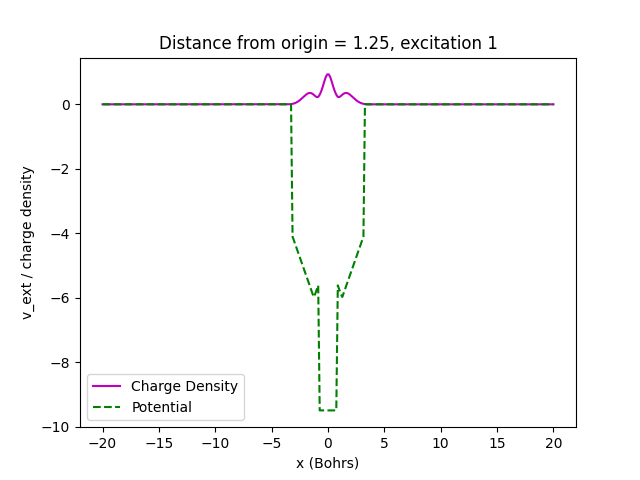 Distance from origin = 1.25, excitation 1
v_ext / charge density
0
−2
−4
−6
−8
−10
Charge Density
Potential
−20 −15 −10 −5 0 5 10 15 20
x (Bohrs)